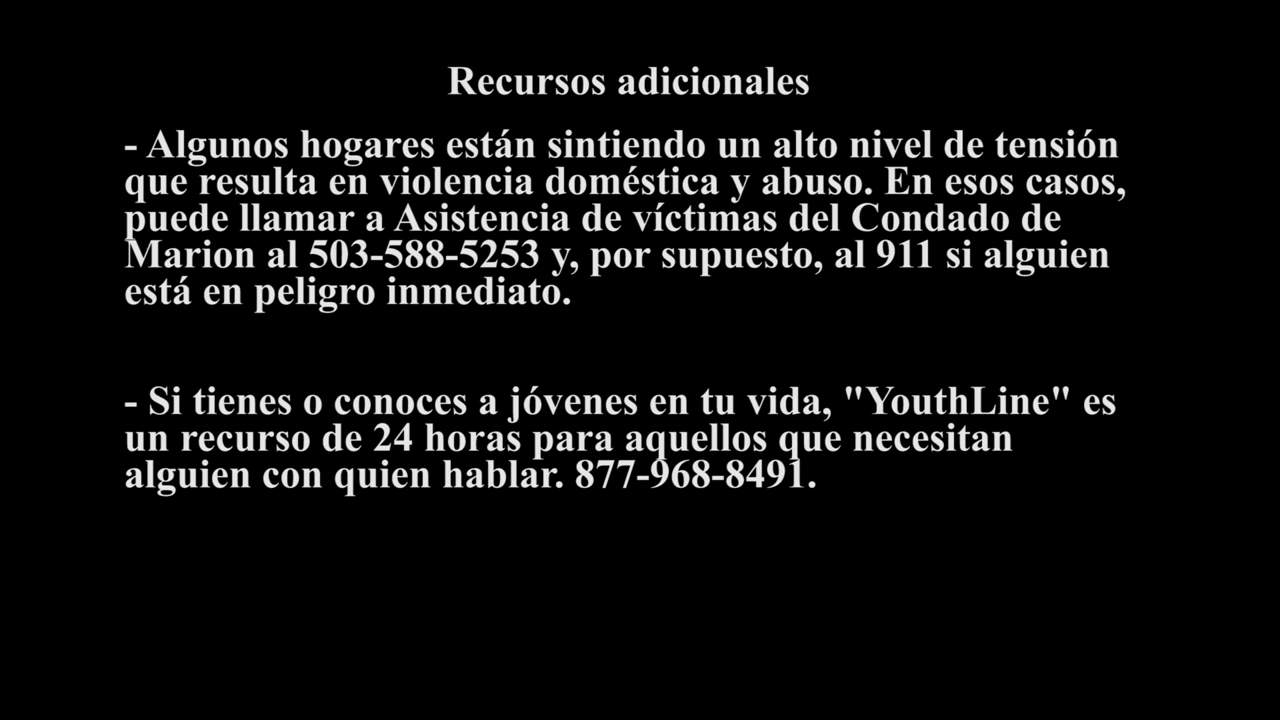 Recursos adicionales
- Algunos hogares están sintiendo un alto nivel de tensión
que resulta en violencia doméstica y abuso. En esos casos,
puede llamar a Asistencia de víctimas del Condado de
Marion al 503-588-5253 y, por supuesto, al 911 si alguien
está en peligro inmediato.
- Si tienes o conoces a jóvenes en tu vida, "YouthLine" es
un recurso de 24 horas para aquellos que necesitan
alguien con quien hablar. 877-968-8491.